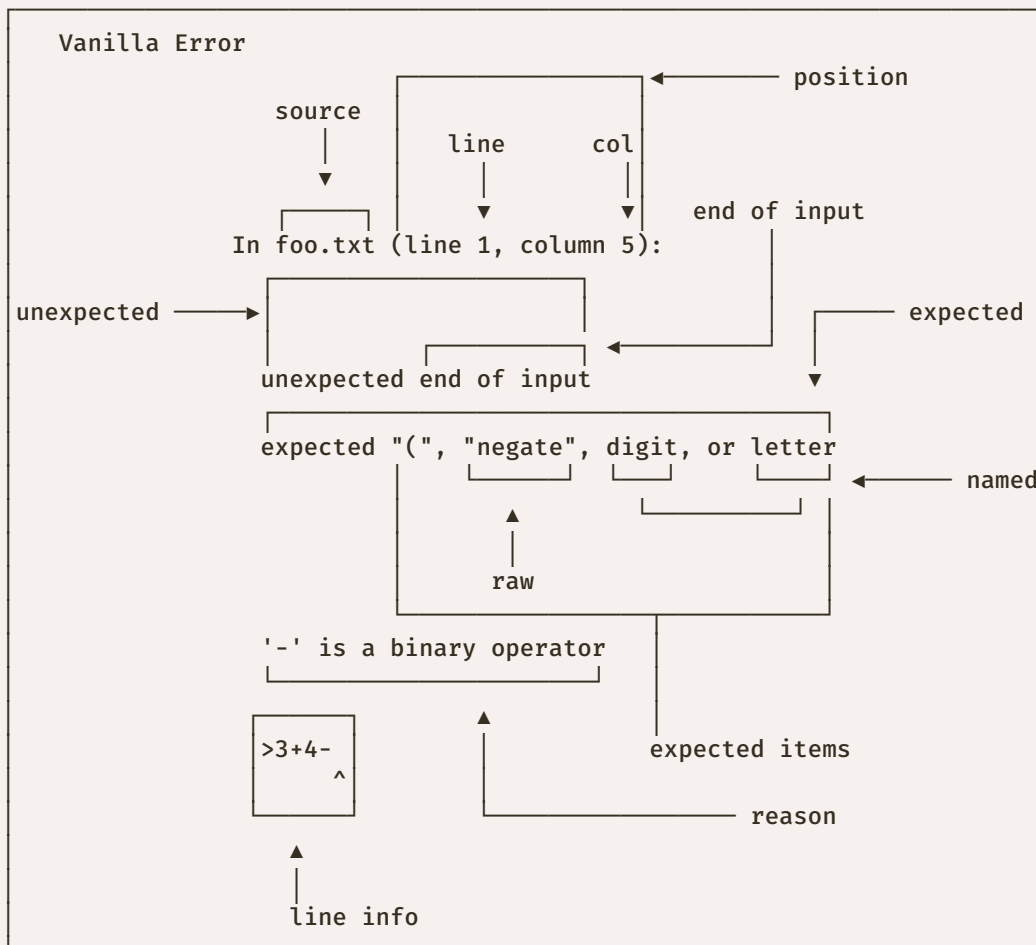 Vanilla Error
position
source
line col
end of input
In foo.txt (line 1, column 5):
unexpected expected
unexpected end of input
expected "(", "negate", digit, or letter
named
raw
'-' is a binary operator
>3+4-
^
expected items
reason
line info